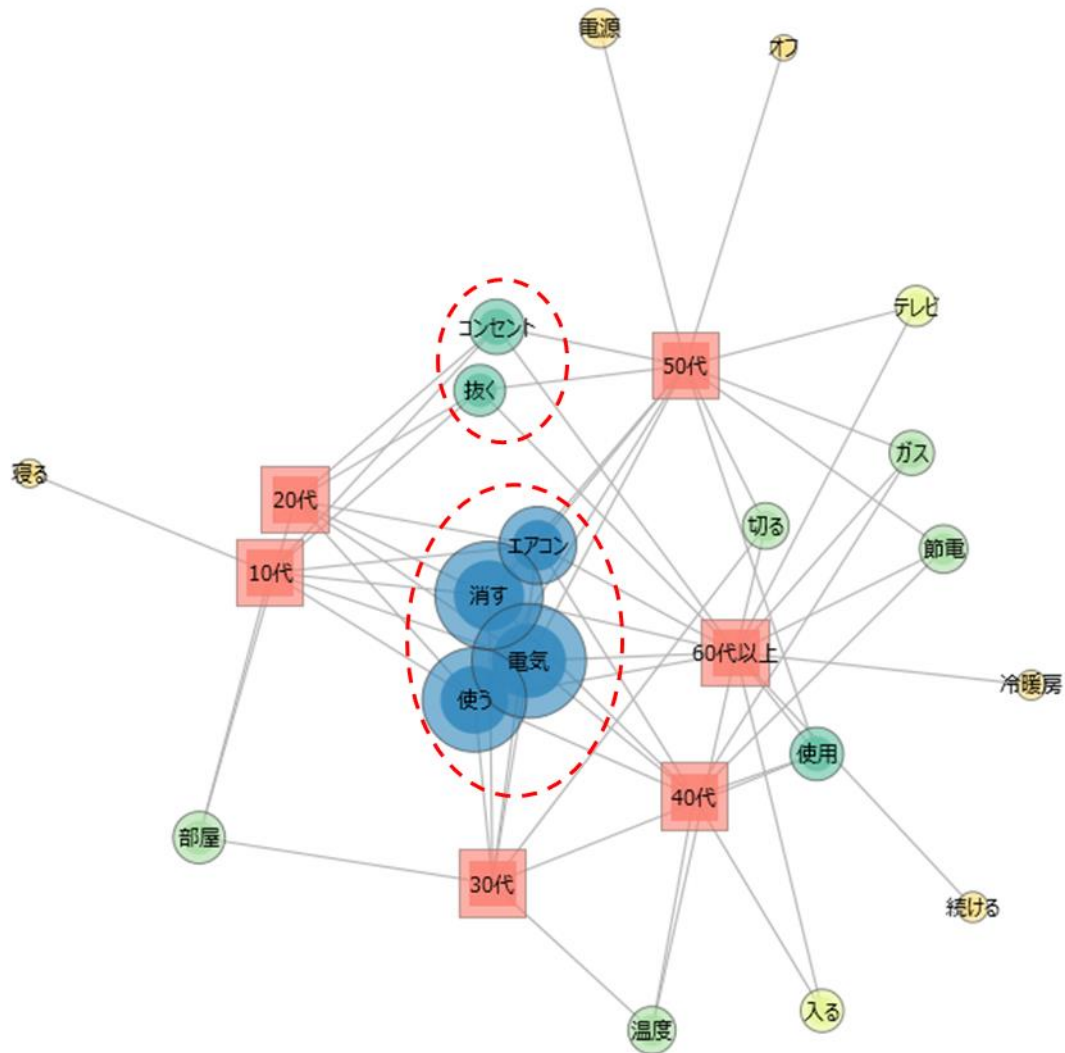 電源
オフ
テレビ
コンセント
50代
抜く
ガス
寝る
20代
切る
エアコン
節電
10代
消す
60代以上
電気
冷暖房
使う
使用
40代
部屋
30代
続ける
入る
温度